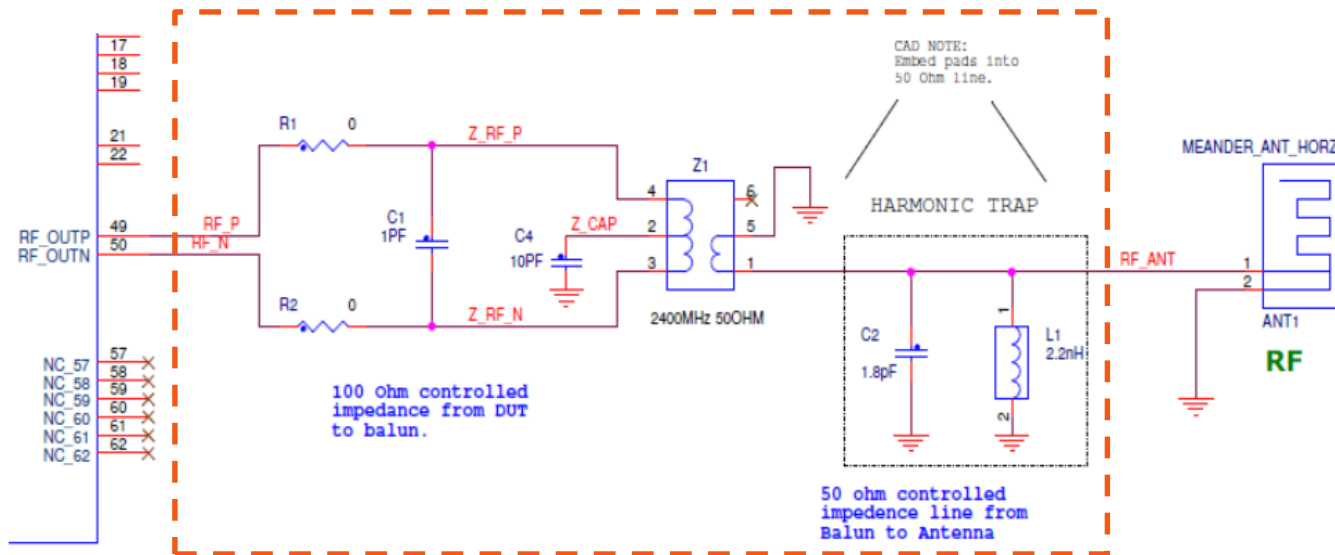 17
18
19
21
22
RF_OUTP
49
RF_P
RF_OUTN
50
RF_N
NC_57
57
NC_58
58
NC_59
59
NC_60
60
NC_61
61
NC_62
62
R1
0
Z_RF_P
C1
1PF
R2
0
Z_RF_N
C4
10PF
Z_CAP
Z1
4
6
2
5
3
1
2400MHz 50OHM
100 Ohm controlled
impedance from DUT
to balun.
CAD NOTE:
Embed pads into
50 Ohm line.
HARMONIC TRAP
C2
1.8pF
1
L1
2.2nH
2
50 ohm controlled
impedence line from
Balun to Antenna
RF_ANT
MEANDER_ANT_HORZ
1
2
ANT1
RF